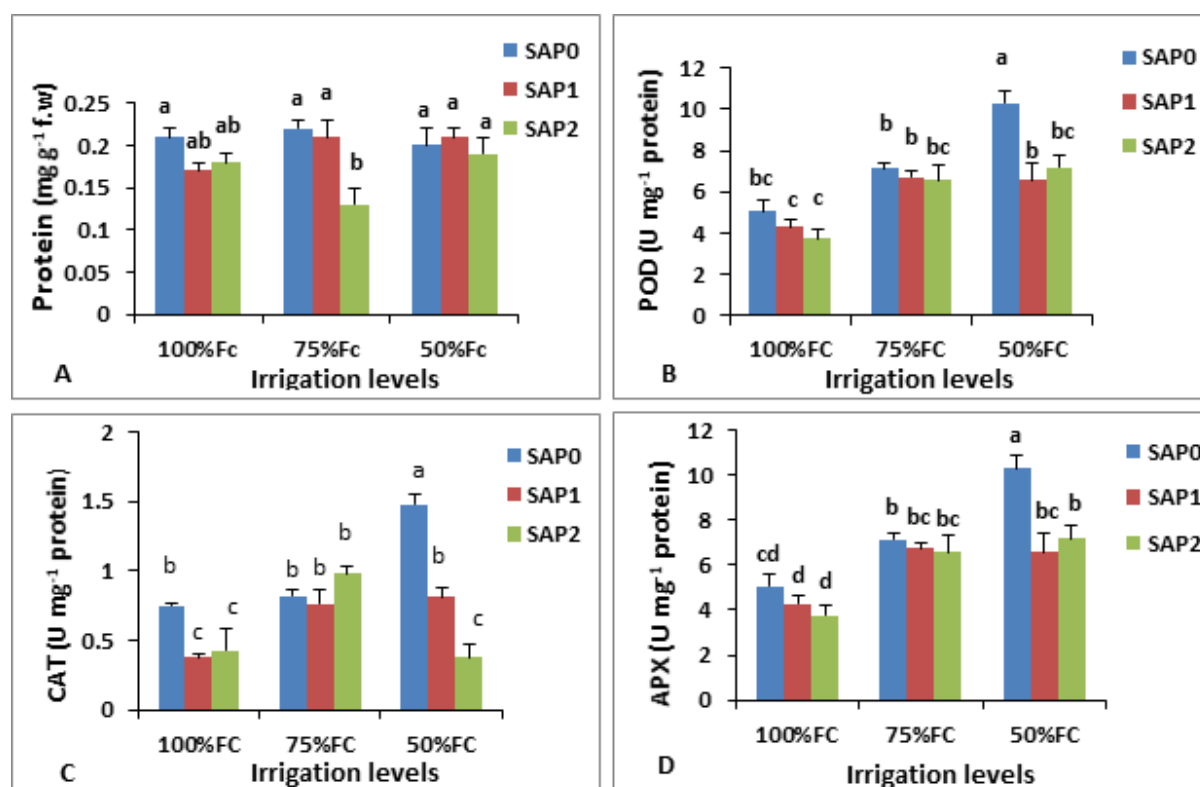 SAP0
SAP1
SAP2
Protein (mg g⁻¹ f.w)
0.25
0.2
0.15
0.1
0.05
0
a
ab
ab
a
a
b
a
a
a
100%Fc
75%Fc
50%Fc
A
Irrigation levels
SAP0
SAP1
SAP2
POD (U mg⁻¹ protein)
12
10
8
6
4
2
0
bc
c
c
b
b
bc
a
b
bc
100%FC
75%FC
50%FC
B
Irrigation levels
SAP0
SAP1
SAP2
CAT (U mg⁻¹ protein)
2
1.5
1
0.5
0
b
c
c
b
b
b
a
b
c
100%FC
75%FC
50%FC
C
Irrigation levels
SAP0
SAP1
SAP2
APX (U mg⁻¹ protein)
12
10
8
6
4
2
0
cd
d
d
b
bc
bc
a
bc
b
100%FC
75%FC
50%FC
D
Irrigation levels